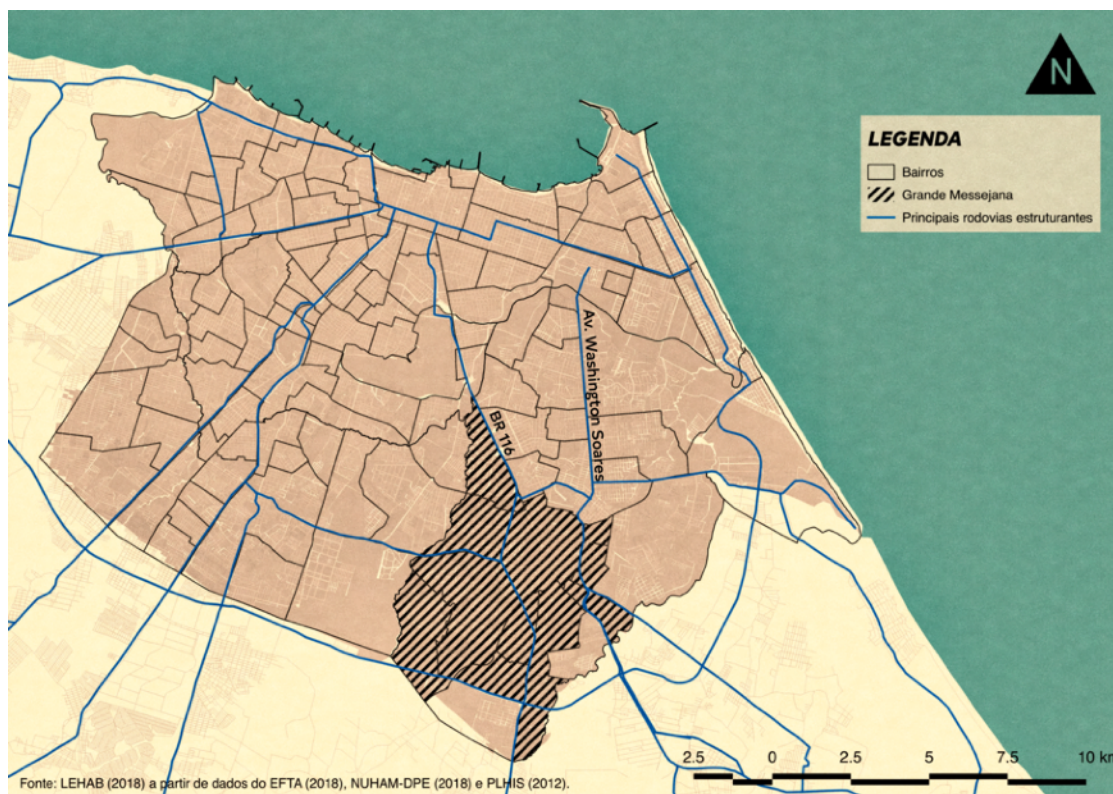 N
LEGENDA
Bairros
Grande Messejana
Principais rodovias estruturantes
Av. Washington Soares
BR 116
2.5 0 2.5 5 7.5 10 km
Fonte: LEHAB (2018) a partir de dados do EFTA (2018), NUHAM-DPE (2018) e PLHIS (2012).